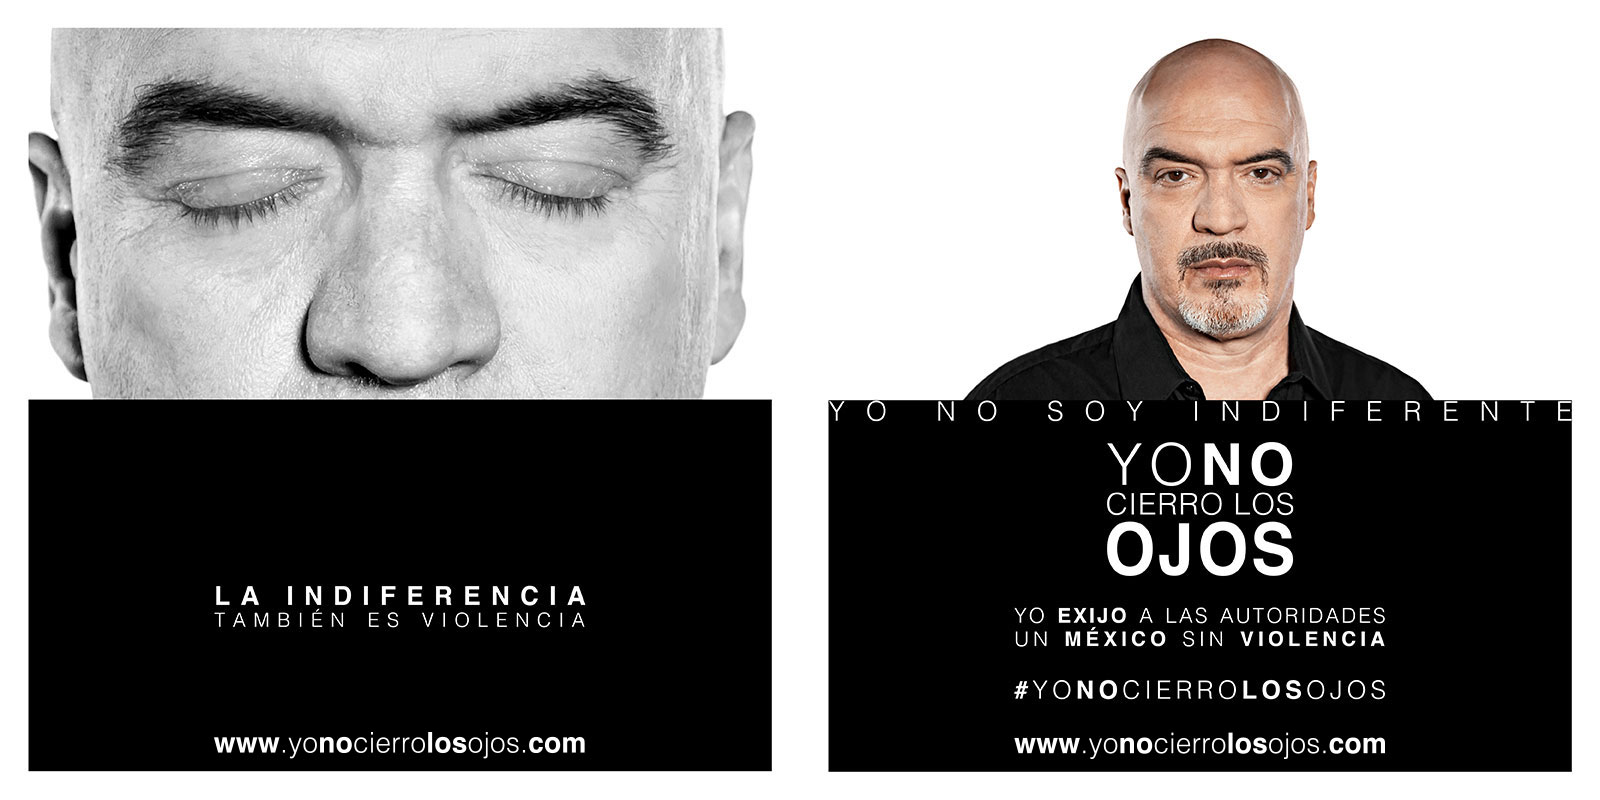 LA INDIFERENCIA
TAMBIÉN ES VIOLENCIA
www.yonocierrolosojos.com
YO NO SOY INDIFERENTE
YONO
CIERRO LOS
OJOS
YO EXIJO A LAS AUTORIDADES
UN MÉXICO SIN VIOLENCIA
#YONOCIERROLOSOJOS
www.yonocierrolosojos.com